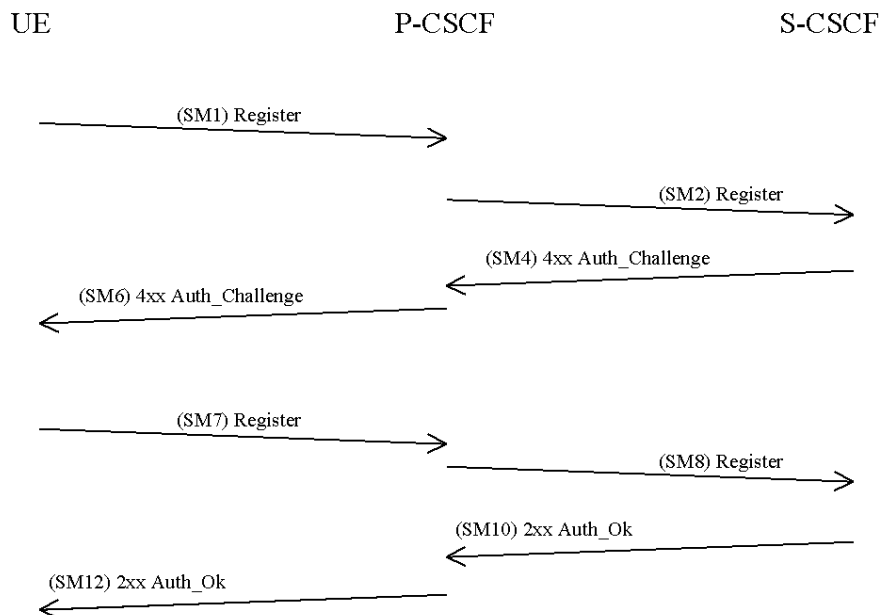 UE P-CSCF S-CSCF
(SM1) Register
(SM2) Register
(SM4) 4xx Auth_Challenge
(SM6) 4xx Auth_Challenge
(SM7) Register
(SM8) Register
(SM10) 2xx Auth_Ok
(SM12) 2xx Auth_Ok